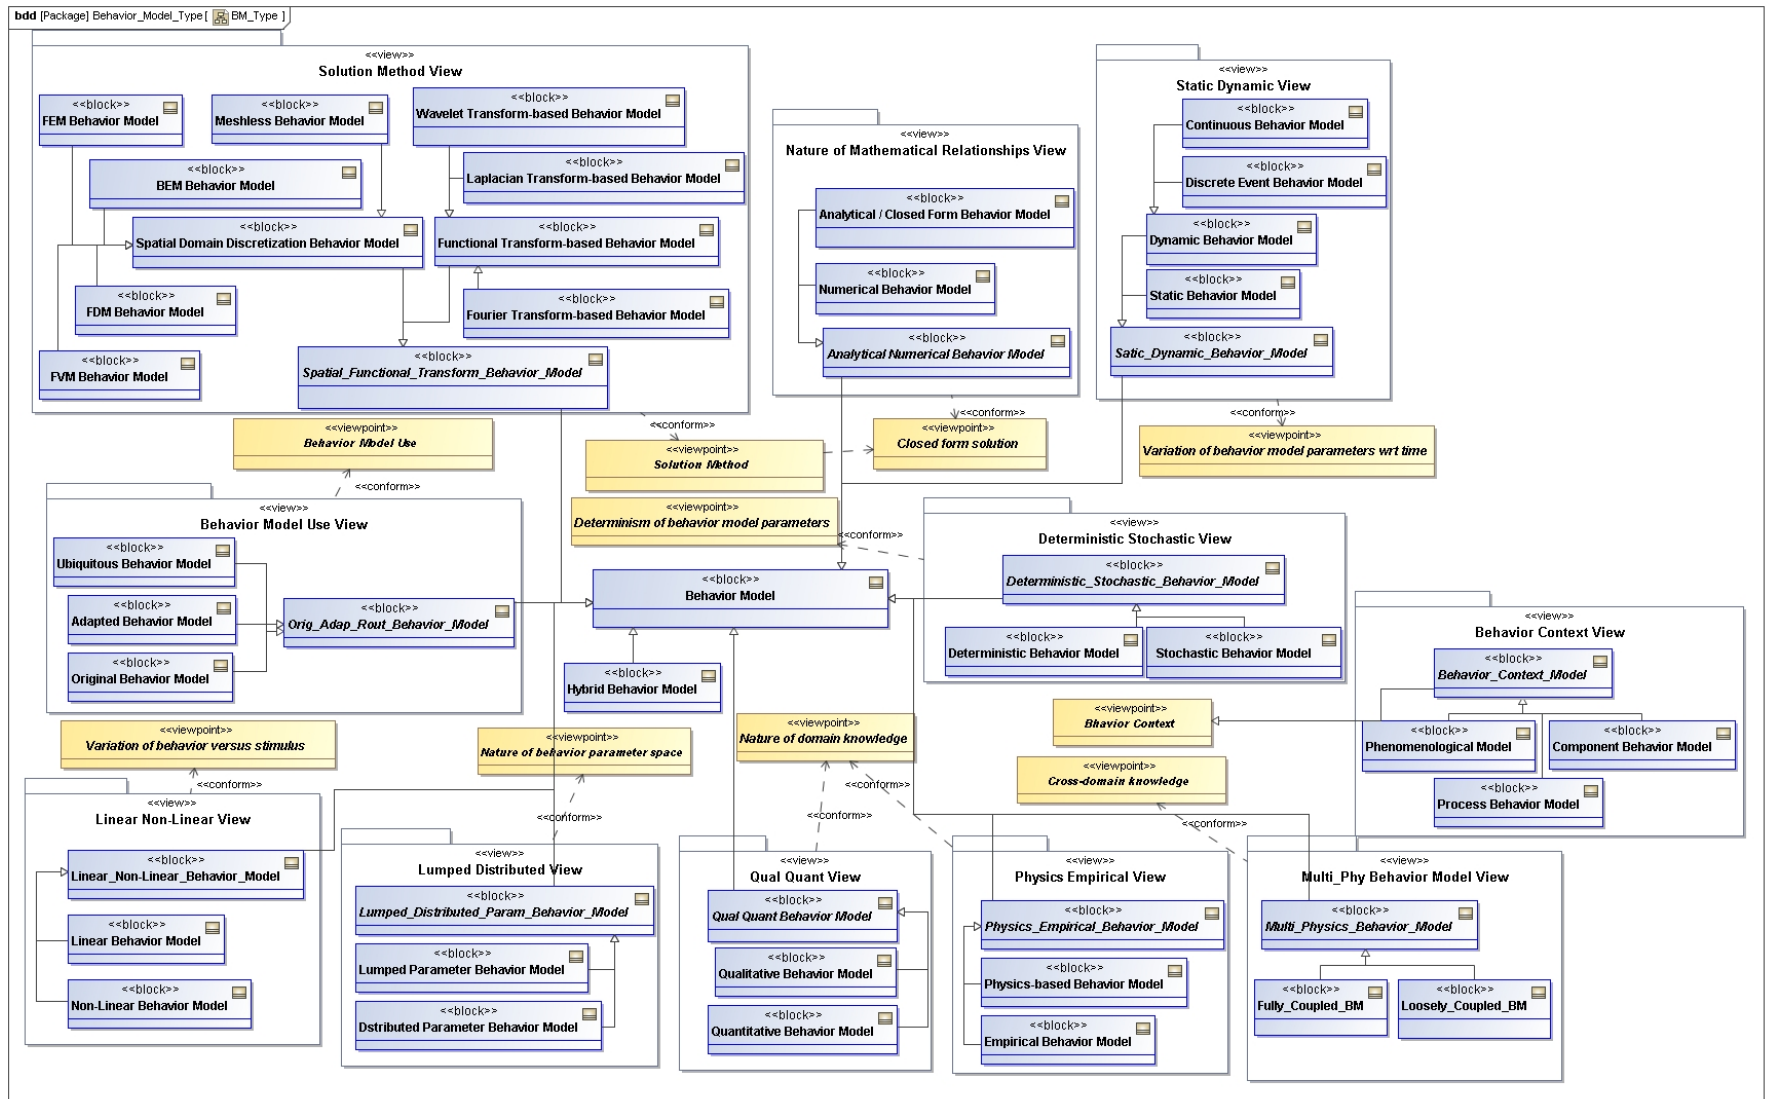 bdd [Package] Behavior_Model_Type [ BM_Type ]
<<view>>
Solution Method View
<<block>>
FEM Behavior Model
<<block>>
Meshless Behavior Model
<<block>>
Wavelet Transform-based Behavior Model
<<block>>
BEM Behavior Model
<<block>>
Laplacian Transform-based Behavior Model
<<block>>
Spatial Domain Discretization Behavior Model
<<block>>
Functional Transform-based Behavior Model
<<block>>
FDM Behavior Model
<<block>>
Fourier Transform-based Behavior Model
<<block>>
FVM Behavior Model
<<block>>
Spatial_Functional_Transform_Behavior_Model
<<view>>
Nature of Mathematical Relationships View
<<block>>
Analytical / Closed Form Behavior Model
<<block>>
Numerical Behavior Model
<<block>>
Analytical Numerical Behavior Model
<<view>>
Static Dynamic View
<<block>>
Continuous Behavior Model
<<block>>
Discrete Event Behavior Model
<<block>>
Dynamic Behavior Model
<<block>>
Static Behavior Model
<<block>>
Satic_Dynamic_Behavior_Model
<<conform>>
<<conform>>
<<conform>>
<<viewpoint>>
Behavior Model Use
<<viewpoint>>
Solution Method
<<viewpoint>>
Closed form solution
<<viewpoint>>
Variation of behavior model parameters wrt time
<<conform>>
<<view>>
Behavior Model Use View
<<block>>
Ubiquitous Behavior Model
<<block>>
Adapted Behavior Model
<<block>>
Orig_Adap_Rout_Behavior_Model
<<block>>
Original Behavior Model
<<viewpoint>>
Determinism of behavior model parameters
<<conform>>
<<block>>
Behavior Model
<<block>>
Hybrid Behavior Model
<<view>>
Deterministic Stochastic View
<<block>>
Deterministic_Stochastic_Behavior_Model
<<block>>
Deterministic Behavior Model
<<block>>
Stochastic Behavior Model
<<view>>
Behavior Context View
<<block>>
Behavior_Context_Model
<<block>>
Phenomenological Model
<<block>>
Component Behavior Model
<<block>>
Process Behavior Model
<<viewpoint>>
Variation of behavior versus stimulus
<<viewpoint>>
Nature of behavior parameter space
<<viewpoint>>
Nature of domain knowledge
<<viewpoint>>
Bhavior Context
<<viewpoint>>
Cross-domain knowledge
<<conform>>
<<conform>>
<<conform>>
<<conform>>
<<conform>>
<<view>>
Linear Non-Linear View
<<block>>
Linear_Non-Linear_Behavior_Model
<<block>>
Linear Behavior Model
<<block>>
Non-Linear Behavior Model
<<view>>
Lumped Distributed View
<<block>>
Lumped_Distributed_Param_Behavior_Model
<<block>>
Lumped Parameter Behavior Model
<<block>>
Dstributed Parameter Behavior Model
<<view>>
Qual Quant View
<<block>>
Qual Quant Behavior Model
<<block>>
Qualitative Behavior Model
<<block>>
Quantitative Behavior Model
<<view>>
Physics Empirical View
<<block>>
Physics_Empirical_Behavior_Model
<<block>>
Physics-based Behavior Model
<<block>>
Empirical Behavior Model
<<view>>
Multi_Phy Behavior Model View
<<block>>
Multi_Physics_Behavior_Model
<<block>>
Fully_Coupled_BM
<<block>>
Loosely_Coupled_BM